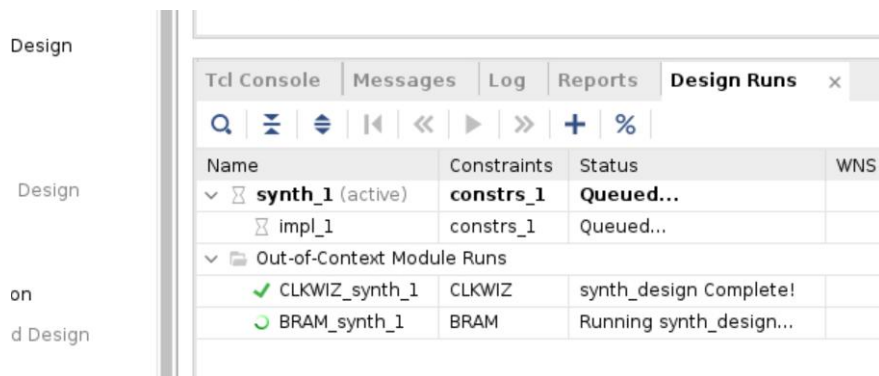 Design
Design
on
d Design
Tcl Console Messages Log Reports Design Runs ×
%
Name Constraints Status WNS
synth_1 (active) constrs_1 Queued...
impl_1 constrs_1 Queued...
Out-of-Context Module Runs
CLKWIZ_synth_1 CLKWIZ synth_design Complete!
BRAM_synth_1 BRAM Running synth_design...